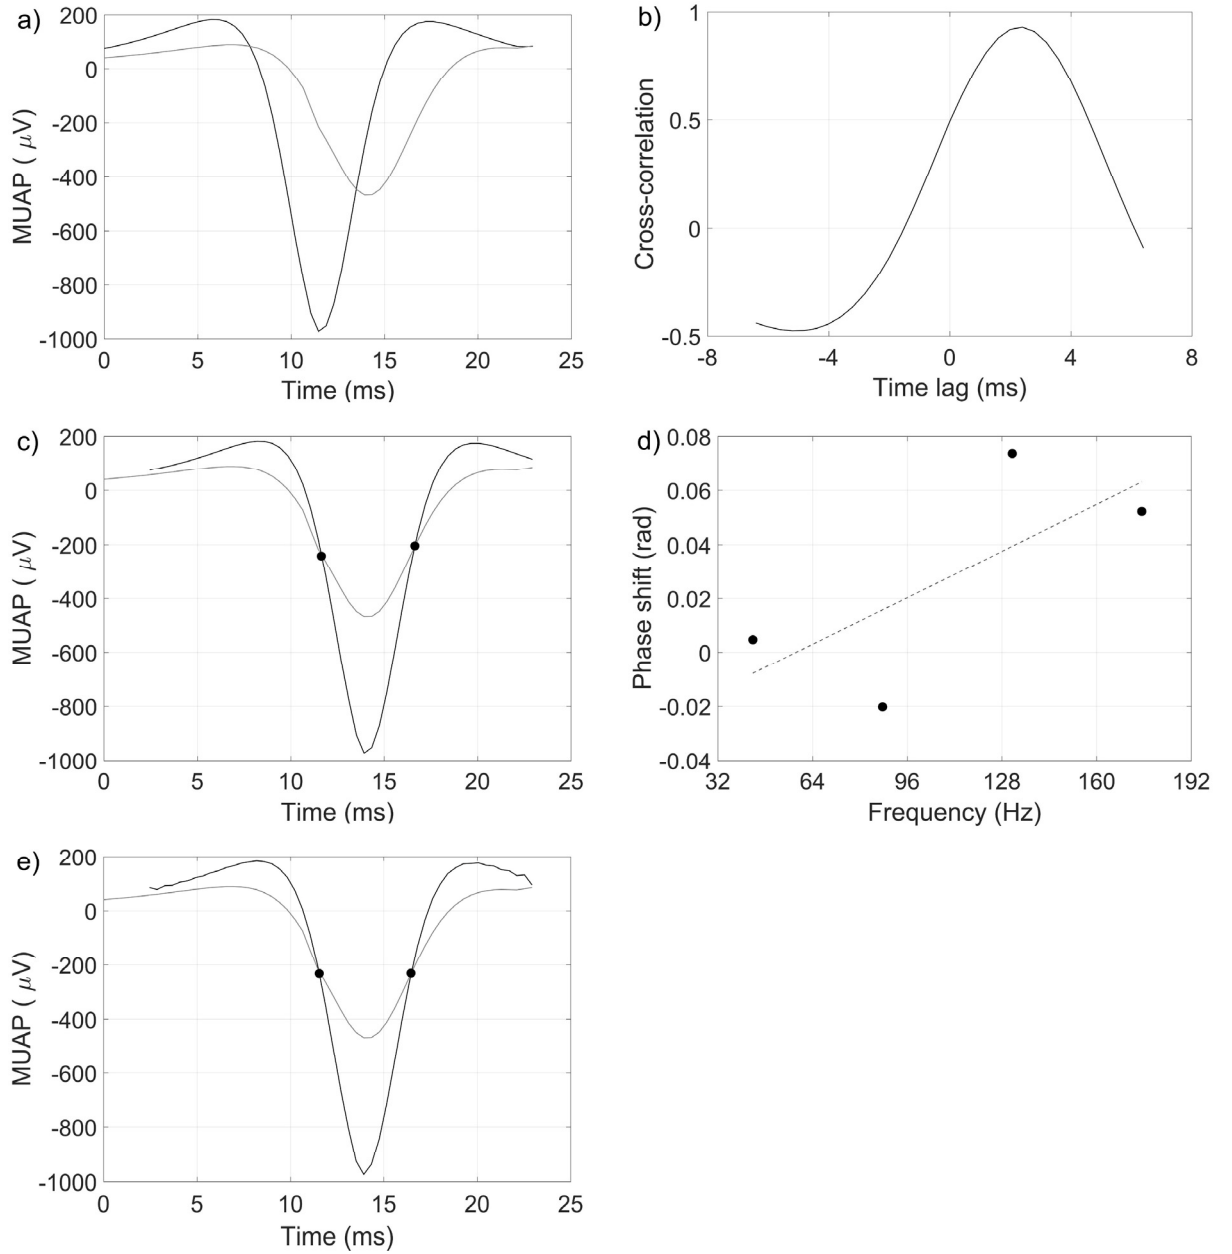 a)
200
0
-200
-400
-600
-800
-1000
MUAP ( μV)
0 5 10 15 20 25
Time (ms)
b)
1
0.5
0
-0.5
Cross-correlation
-8 -4 0 4 8
Time lag (ms)
c)
200
0
-200
-400
-600
-800
-1000
MUAP ( μV)
0 5 10 15 20 25
Time (ms)
d)
0.08
0.06
0.04
0.02
0
-0.02
-0.04
Phase shift (rad)
32 64 96 128 160 192
Frequency (Hz)
e)
200
0
-200
-400
-600
-800
-1000
MUAP ( μV)
0 5 10 15 20 25
Time (ms)